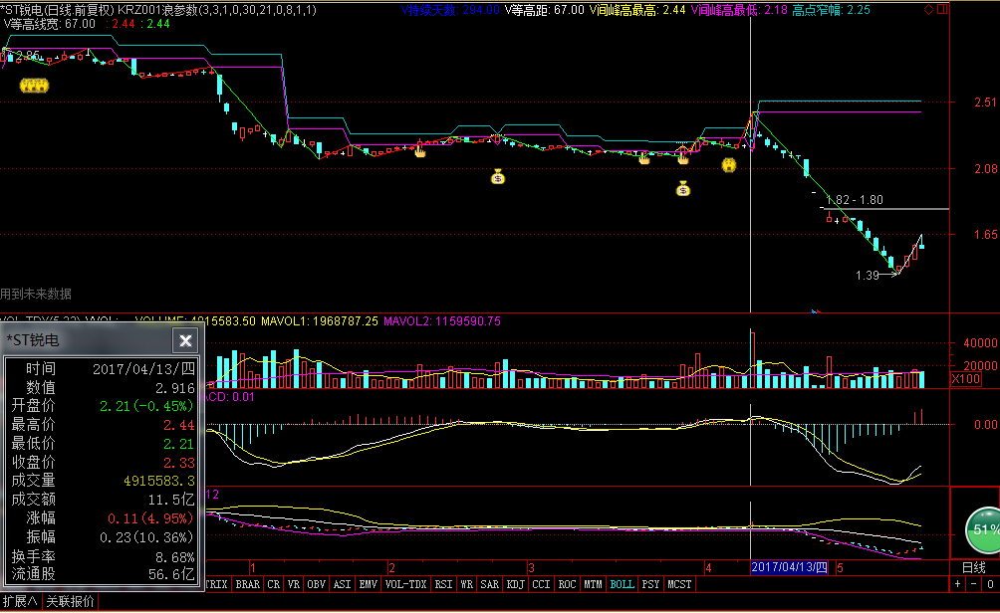 *ST锐电(日线.前复权) KRZ001浪参数(3,3,1,0,30,21,0,8,1,1) V持续天数: 294.00 V等高距: 67.00 V间峰高最高: 2.44 V间峰高最低: 2.18 高点窄幅: 2.25
V等高线宽: 67.00 : 2.44 : 2.44
2.86
2.51
2.08
1.82 - 1.80
1.65
1.39
用到未来数据
VOLUME: 4915583.50 MAVOL1: 1968787.25 MAVOL2: 1159590.75
40000
20000
X100
ACD: 0.01
0.00
12
*ST锐电
时间 2017/04/13/四
数值 2.916
开盘价 2.21(-0.45%)
最高价 2.44
最低价 2.21
收盘价 2.33
成交量 4915583.3
成交额 11.5亿
涨幅 0.11(4.95%)
振幅 0.23(10.36%)
换手率 8.68%
流通股 56.6亿
51%
1 2 3 4 2017/04/13/四 5 日线
TRIX BRAR CR VR OBV ASI EMV VOL-TDX RSI WR SAR KDJ CCI ROC MTM BOLL PSY MCST + - 0
扩展∧ 关联报价